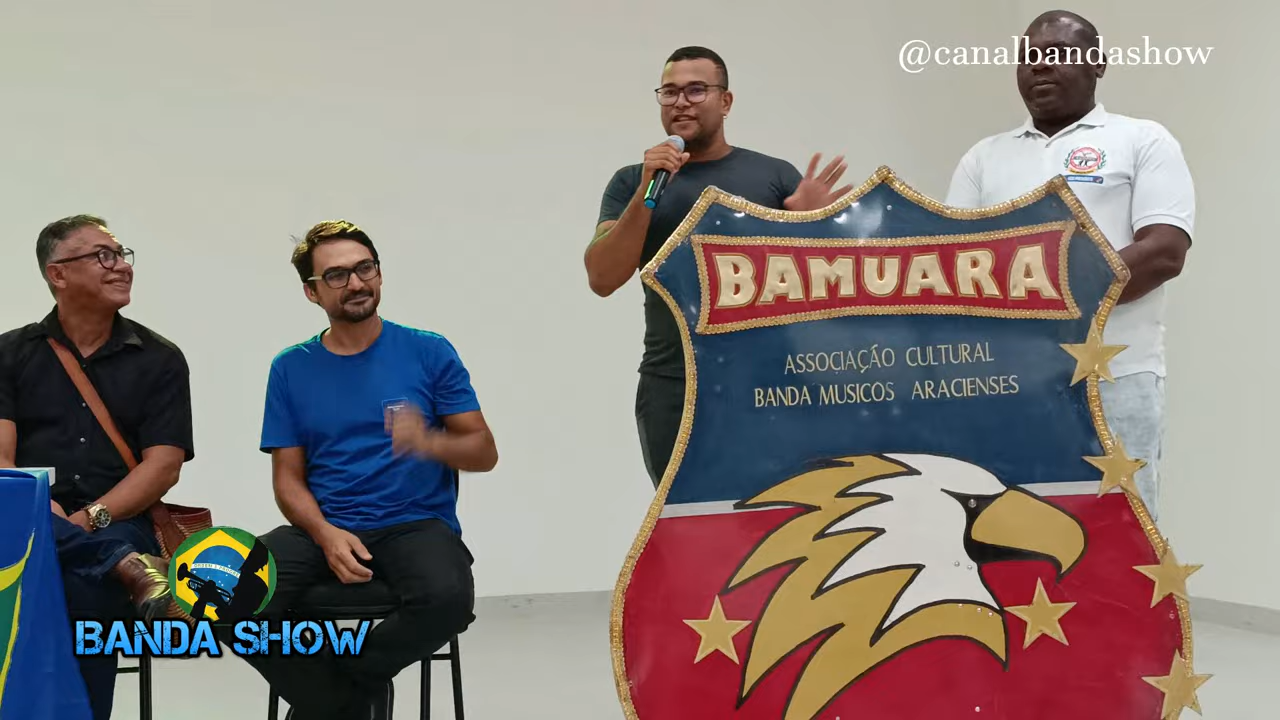 @canalbandashow
BAMUARA
ASSOCIAÇÃO CULTURAL
BANDA MUSICOS ARACIENSES
BANDA SHOW